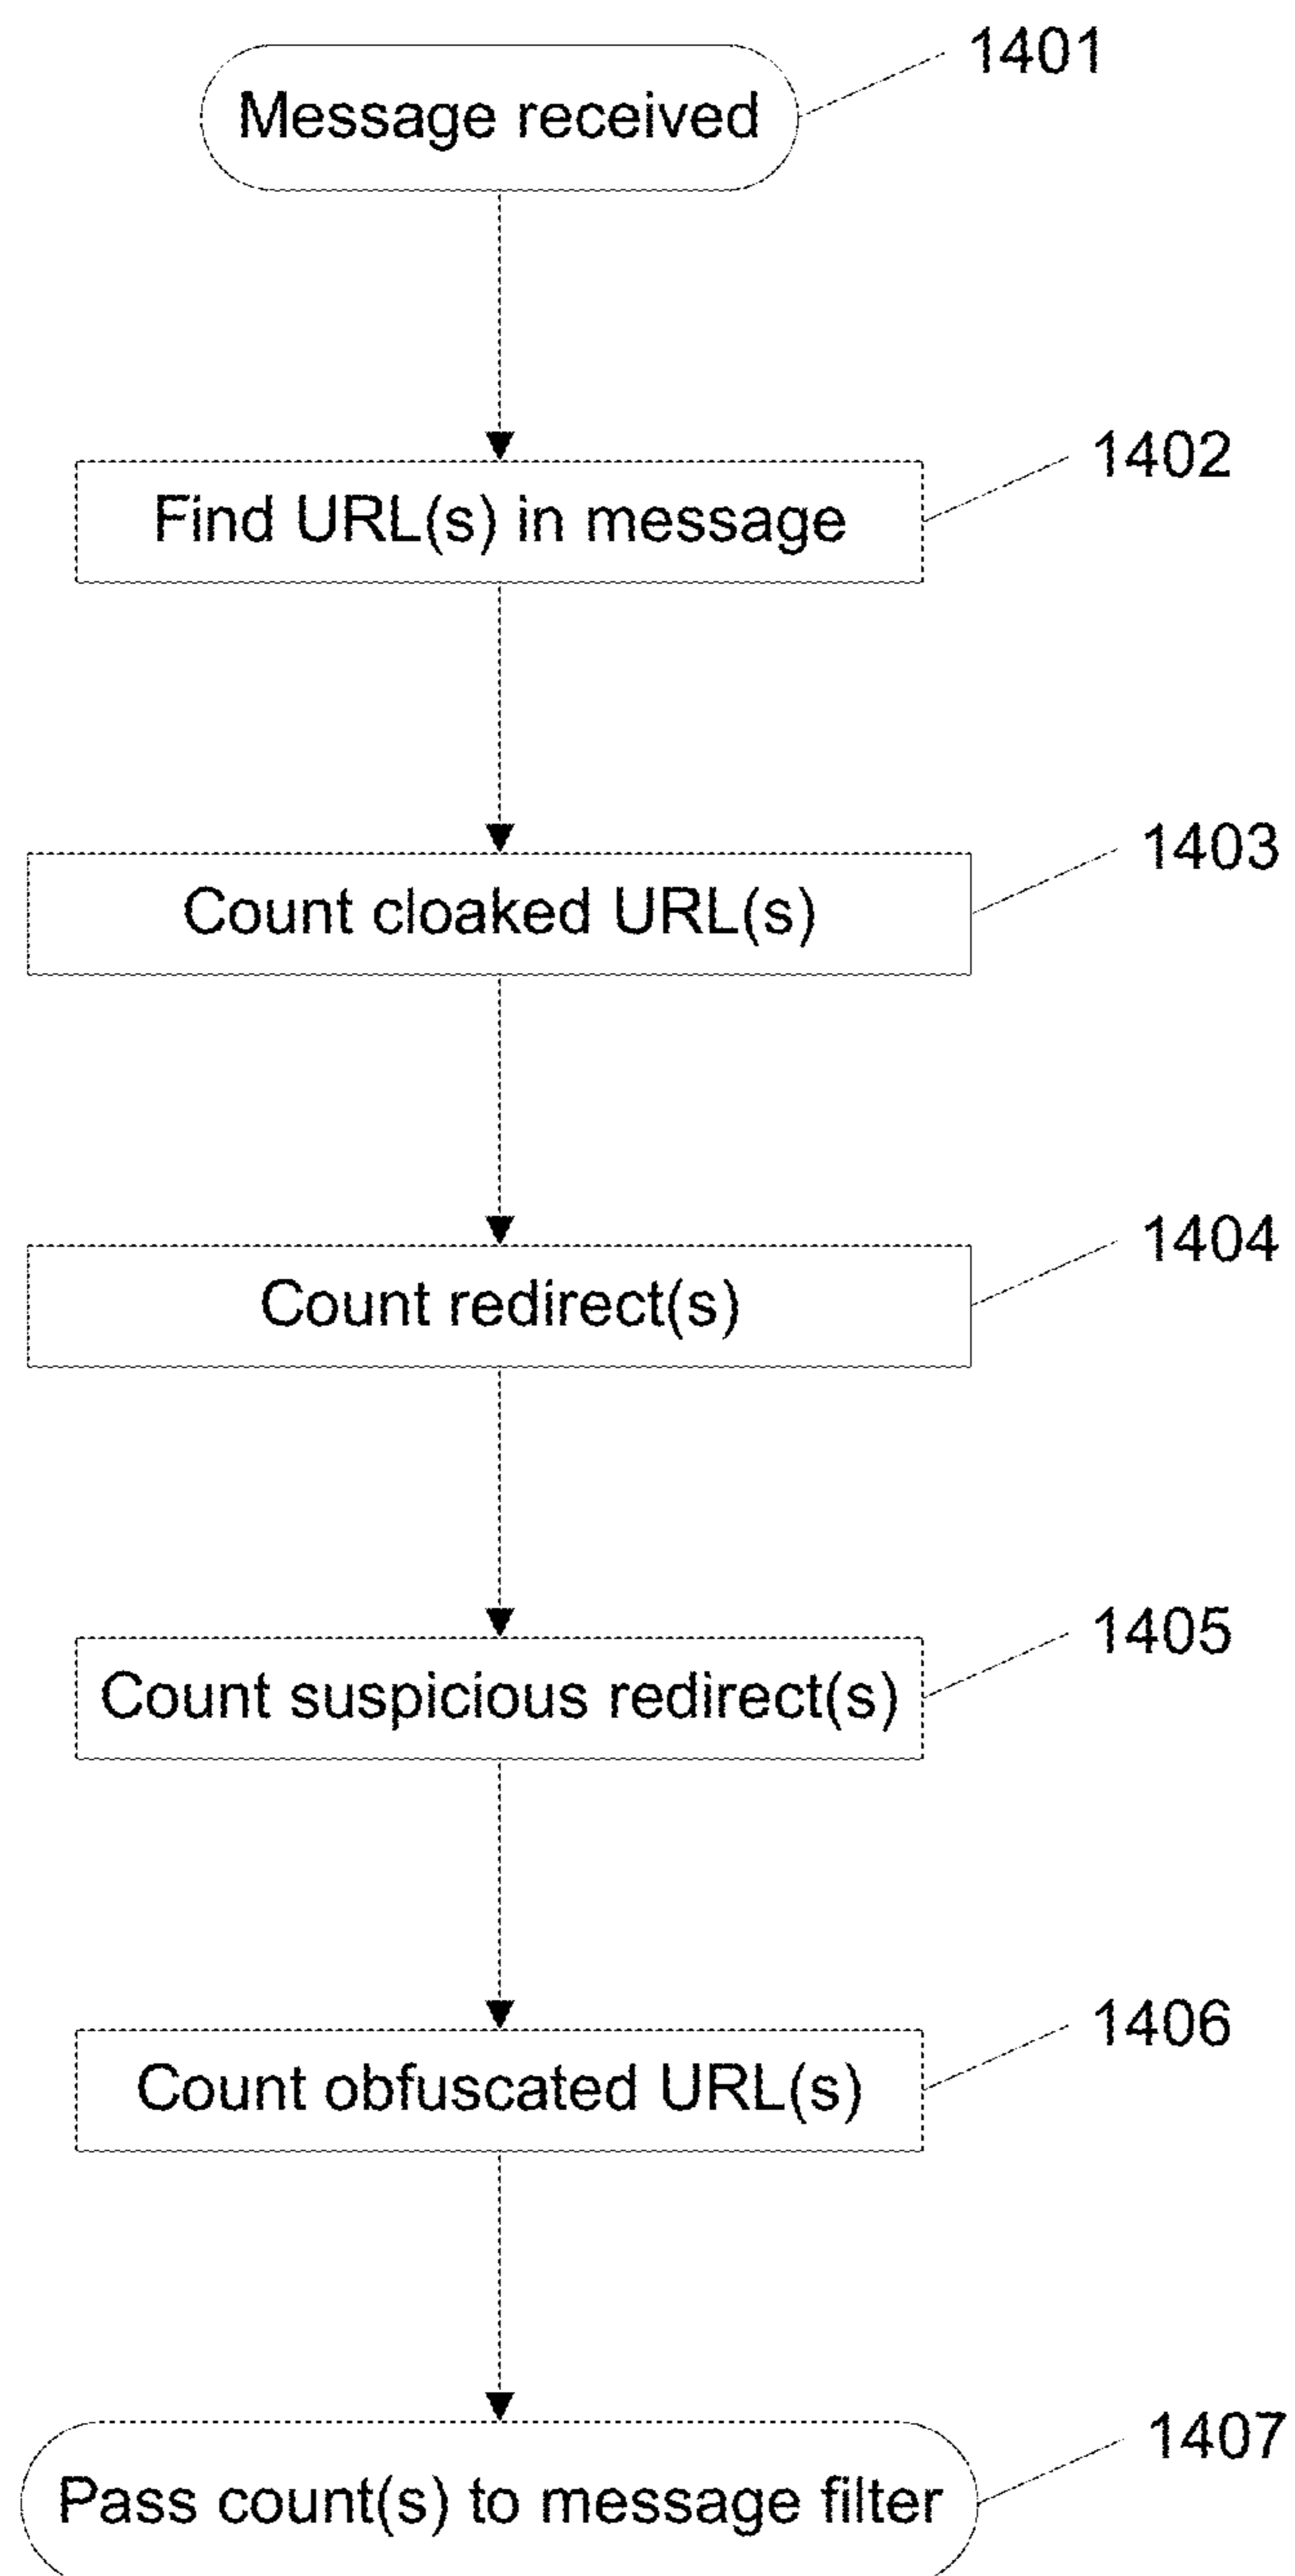 1401
Message received
1402
Find URL(s) in message
1403
Count cloaked URL(s)
1404
Count redirect(s)
1405
Count suspicious redirect(s)
1406
Count obfuscated URL(s)
1407
Pass count(s) to message filter